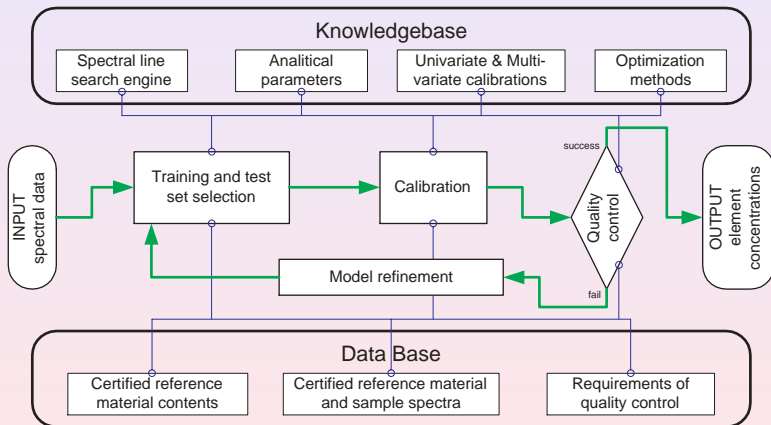 Knowledgebase
Spectral line
search engine
Analitical
parameters
Univariate & Multi-
variate calibrations
Optimization
methods
INPUT
spectral data
Training and test
set selection
Calibration
success
Quality
control
fail
OUTPUT
element
concentrations
Model refinement
Data Base
Certified reference
material contents
Certified reference material
and sample spectra
Requirements of
quality control